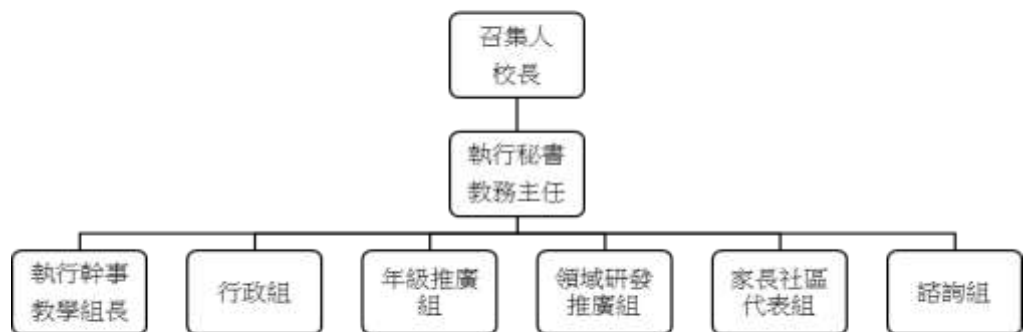 召集人
校長
執行秘書
教務主任
執行幹事
教學組長
行政組
年級推廣
組
領域研發
推廣組
家長社區
代表組
諮詢組